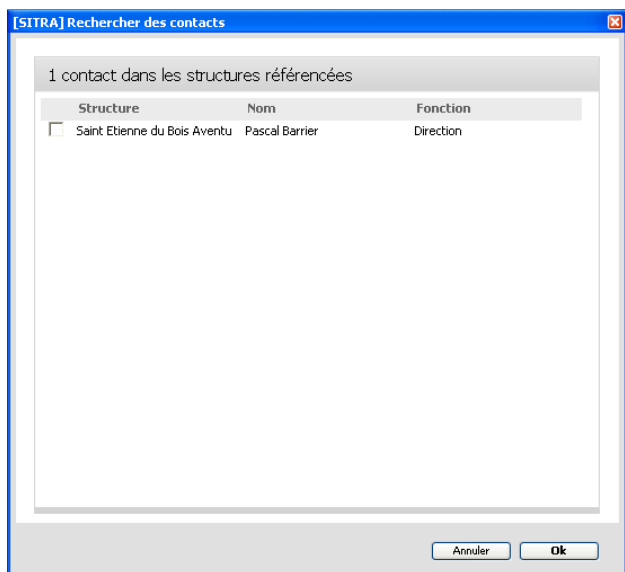 [SITRA] Rechercher des contacts
1 contact dans les structures référencées
Structure Nom Fonction
Saint Etienne du Bois Aventu Pascal Barrier Direction
Annuler Ok